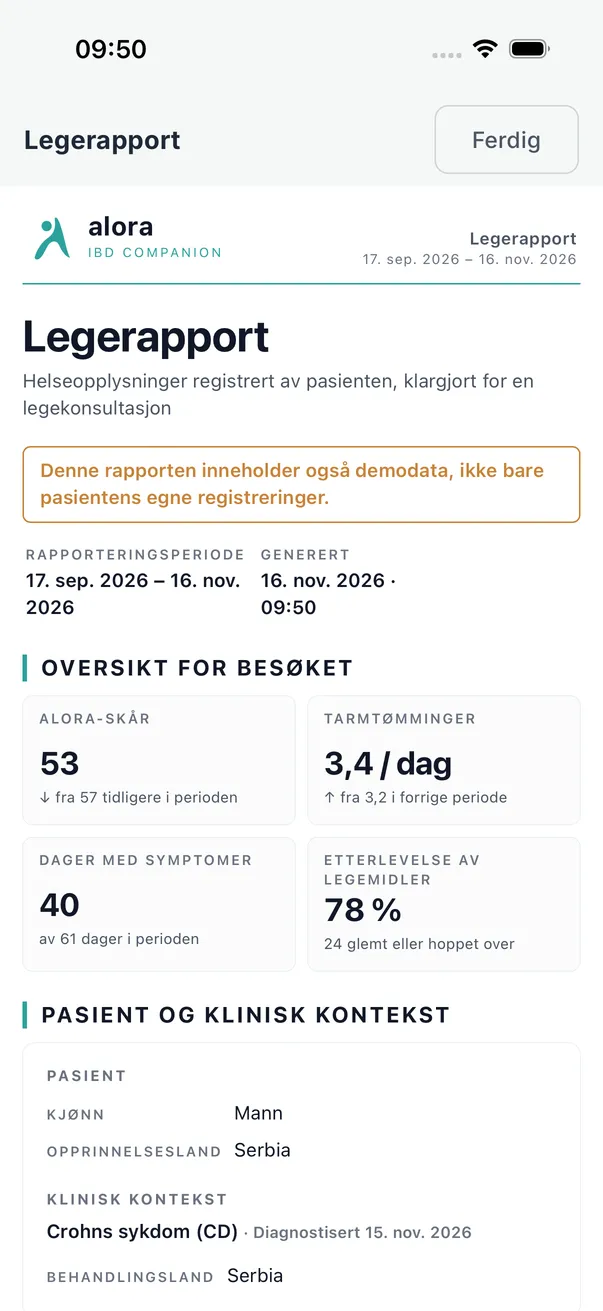 09:50
Legerapport
Ferdig
alora
IBD COMPANION
Legerapport
17. sep. 2026 – 16. nov. 2026
Legerapport
Helseopplysninger registrert av pasienten, klargjort for en
legekonsultasjon
Denne rapporten inneholder også demodata, ikke bare
pasientens egne registreringer.
RAPPORTERINGSPERIODE
17. sep. 2026 – 16. nov.
2026
GENERERT
16. nov. 2026 ·
09:50
OVERSIKT FOR BESØKET
ALORA-SKÅR
53
↓ fra 57 tidligere i perioden
TARMTØMMINGER
3,4 / dag
↑ fra 3,2 i forrige periode
DAGER MED SYMPTOMER
40
av 61 dager i perioden
ETTERLEVELSE AV
LEGEMIDLER
78 %
24 glemt eller hoppet over
PASIENT OG KLINISK KONTEKST
PASIENT
KJØNN Mann
OPPRINNELSESLAND Serbia
KLINISK KONTEKST
Crohns sykdom (CD) · Diagnostisert 15. nov. 2026
BEHANDLINGSLAND Serbia